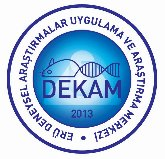 ERÜ DENEYSEL ARAŞTIRMALAR UYGULAMA VE ARAŞTIRMA MERKEZİ
DEKAM
2013